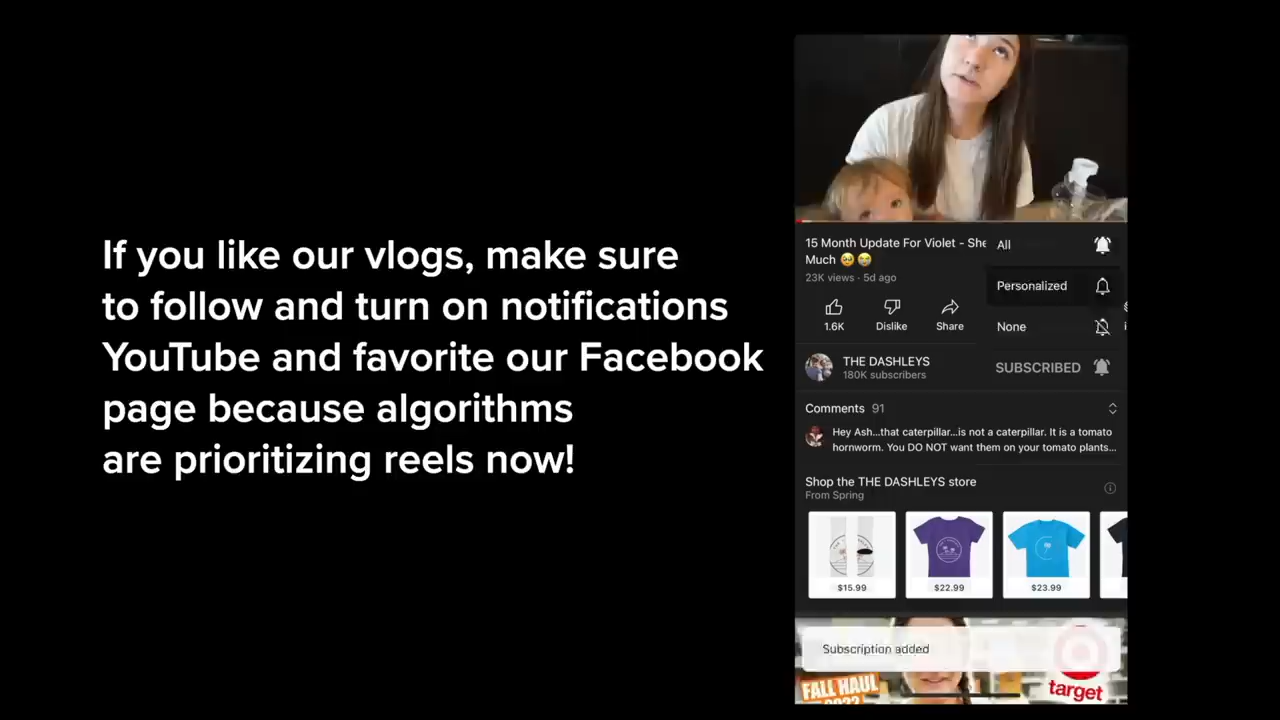 If you like our vlogs, make sure
to follow and turn on notifications
YouTube and favorite our Facebook
page because algorithms
are prioritizing reels now!
15 Month Update For Violet - She
Much 🥹😭
23K views · 5d ago
All
Personalized
None
1.6K
Dislike
Share
THE DASHLEYS
180K subscribers
SUBSCRIBED
Comments 91
Hey Ash...that caterpillar...is not a caterpillar. It is a tomato
hornworm. You DO NOT want them on your tomato plants...
Shop the THE DASHLEYS store
From Spring
$15.99
$22.99
$23.99
Subscription added
FALL HAUL
target